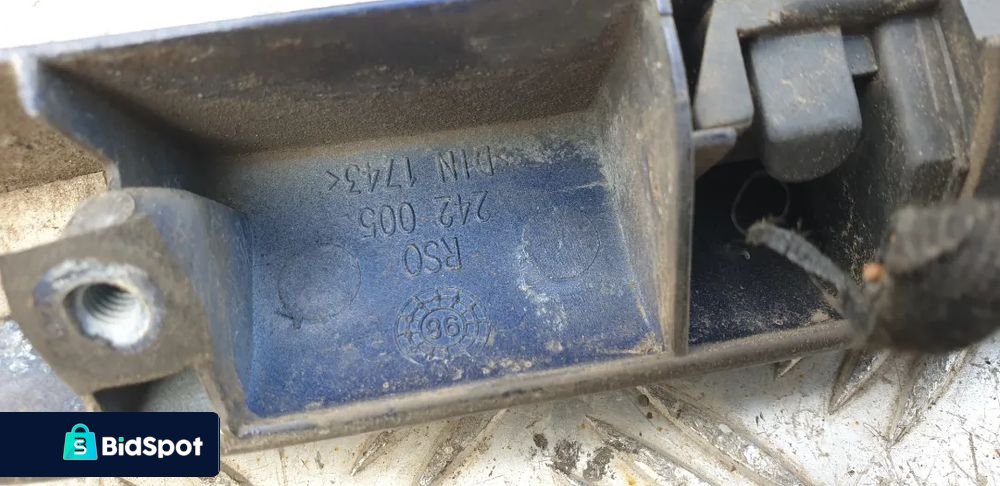 96
RSO
242 005
DIN 1743<
BidSpot